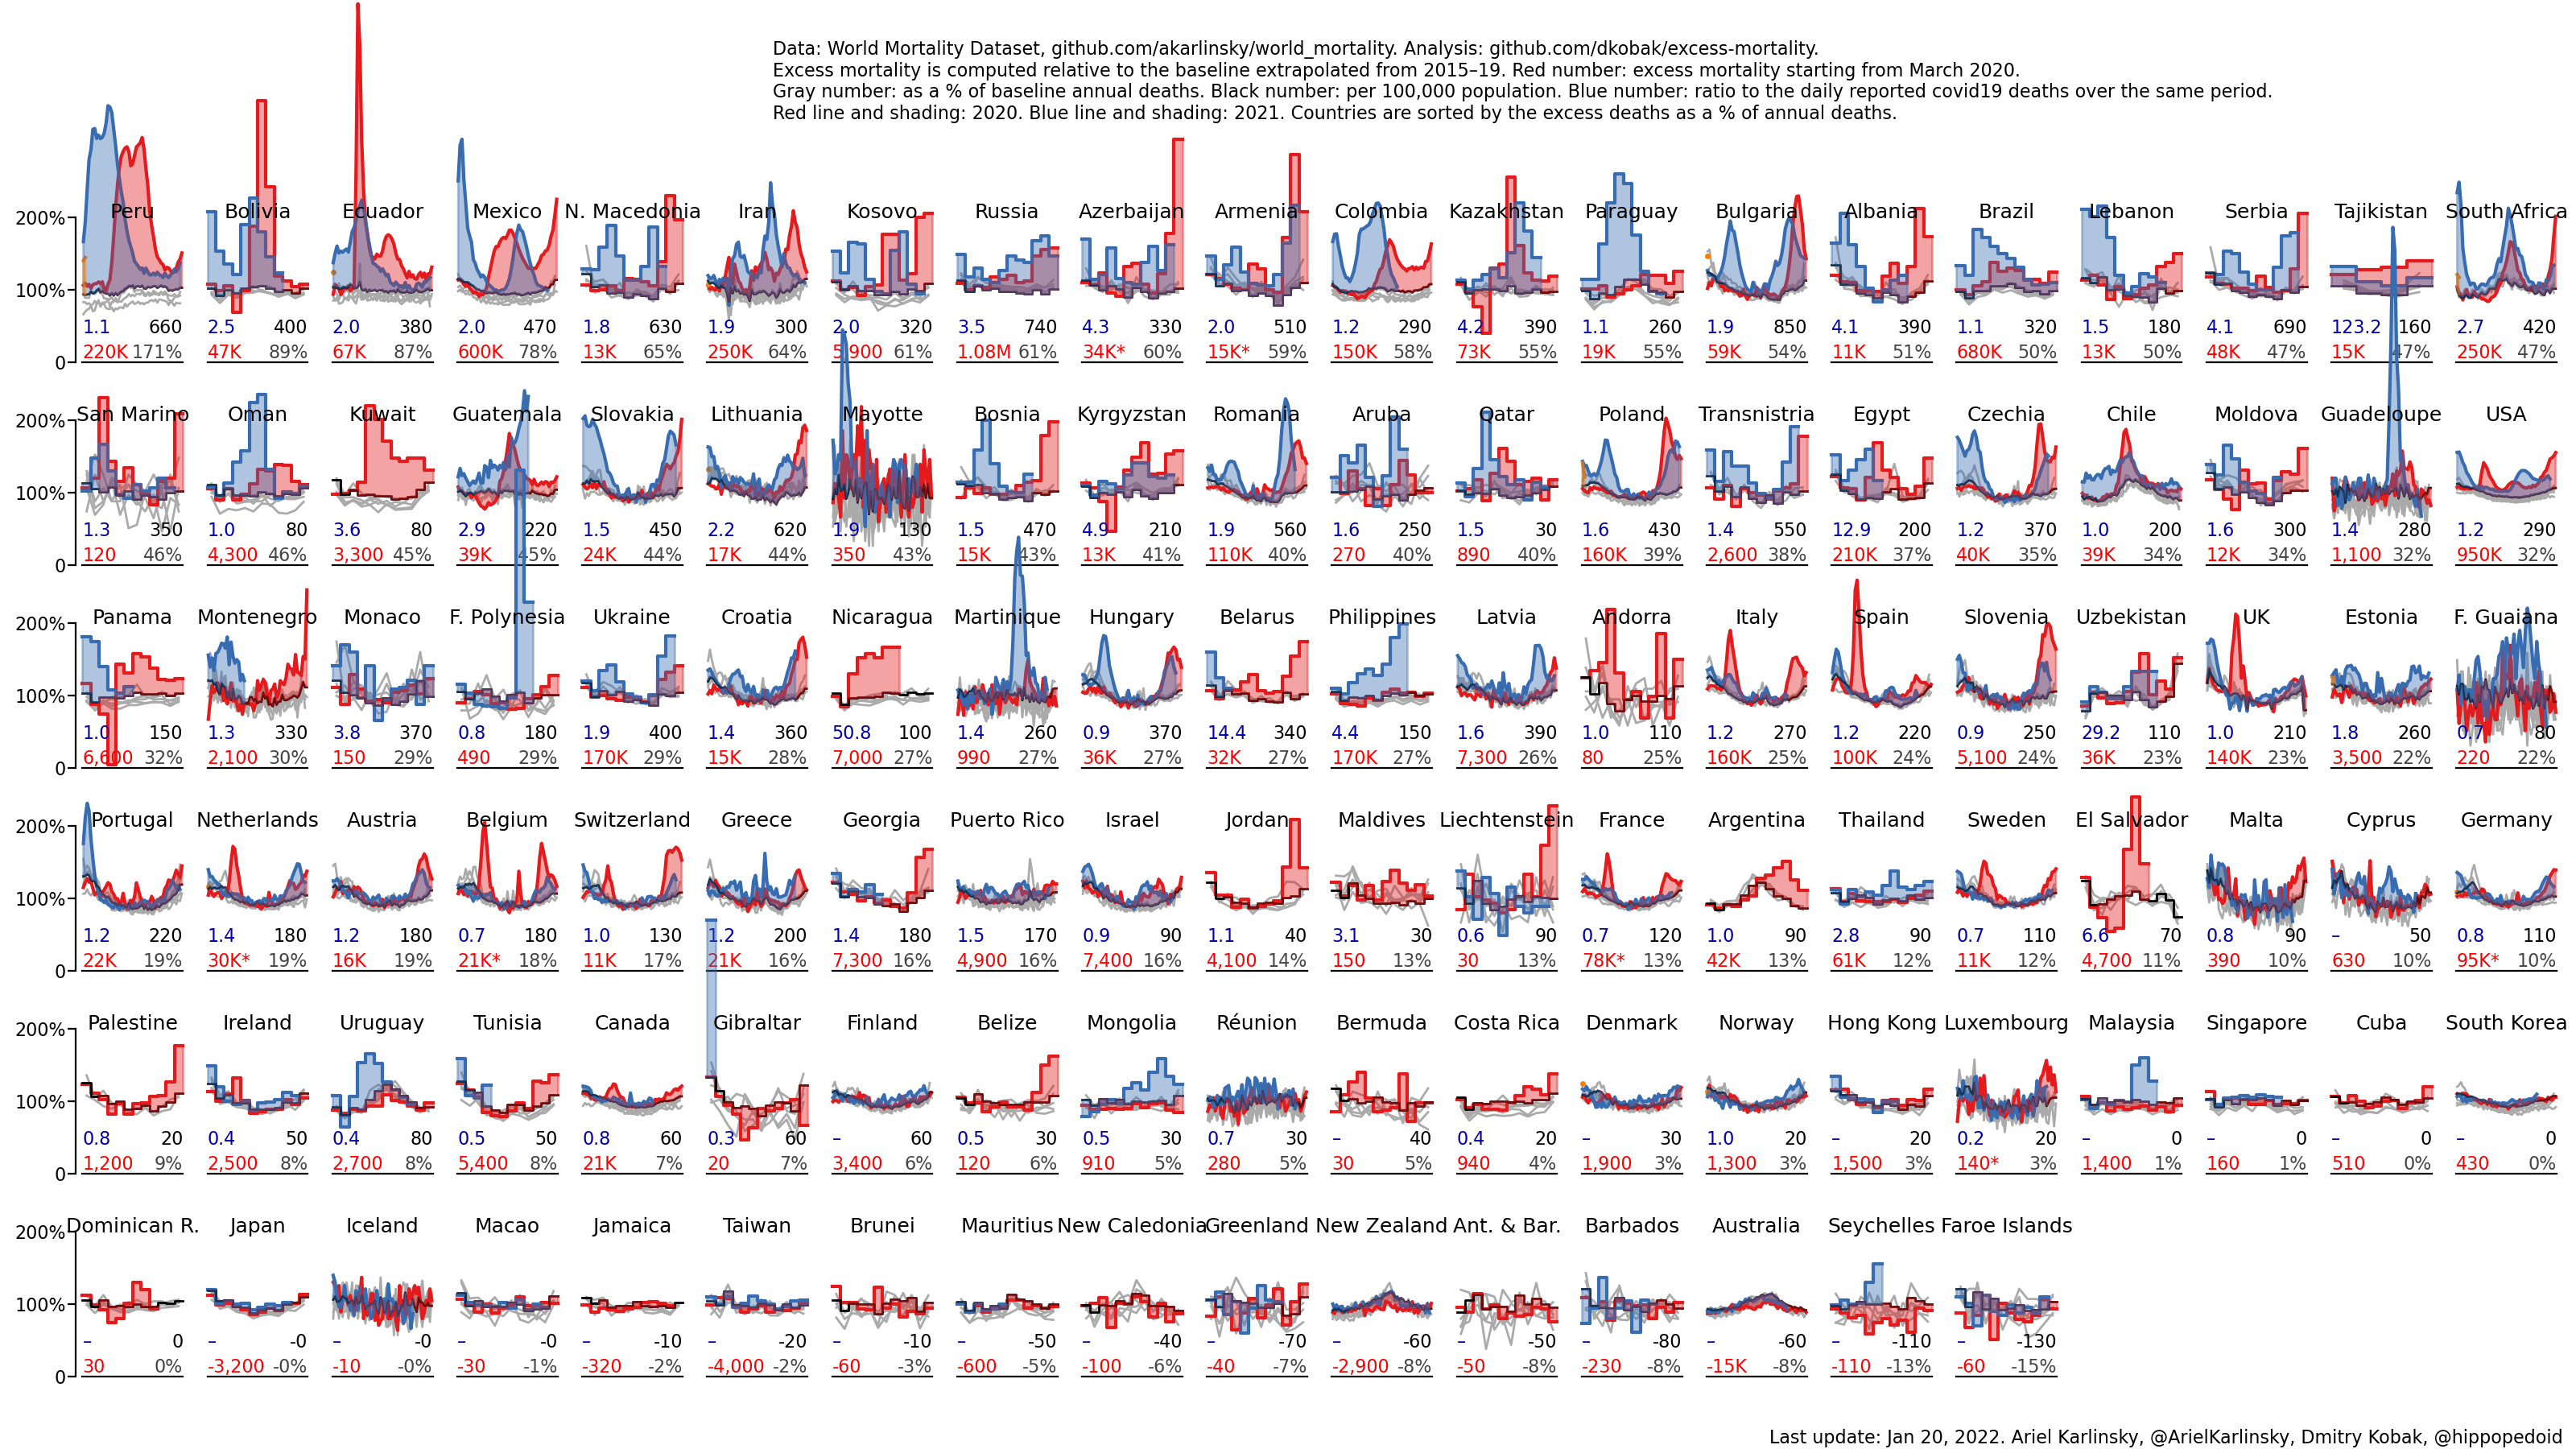 Data: World Mortality Dataset, github.com/akarlinsky/world_mortality. Analysis: github.com/dkobak/excess-mortality.
Excess mortality is computed relative to the baseline extrapolated from 2015–19. Red number: excess mortality starting from March 2020.
Gray number: as a % of baseline annual deaths. Black number: per 100,000 population. Blue number: ratio to the daily reported covid19 deaths over the same period.
Red line and shading: 2020. Blue line and shading: 2021. Countries are sorted by the excess deaths as a % of annual deaths.
200% Peru Bolivia Ecuador Mexico N. Macedonia Iran Kosovo Russia Azerbaijan Armenia Colombia Kazakhstan Paraguay Bulgaria Albania Brazil Lebanon Serbia Tajikistan South Africa
100%
1.1 660 2.5 400 2.0 380 2.0 470 1.8 630 1.9 300 2.0 320 3.5 740 4.3 330 2.0 510 1.2 290 4.2 390 1.1 260 1.9 850 4.1 390 1.1 320 1.5 180 4.1 690 123.2 160 2.7 420
0 220K 171% 47K 89% 67K 87% 600K 78% 13K 65% 250K 64% 5,900 61% 1.08M 61% 34K* 60% 15K* 59% 150K 58% 73K 55% 19K 55% 59K 54% 11K 51% 680K 50% 13K 50% 48K 47% 15K 47% 250K 47%
200% San Marino Oman Kuwait Guatemala Slovakia Lithuania Mayotte Bosnia Kyrgyzstan Romania Aruba Qatar Poland Transnistria Egypt Czechia Chile Moldova Guadeloupe USA
100%
1.3 350 1.0 80 3.6 80 2.9 220 1.5 450 2.2 620 1.9 130 1.5 470 4.9 210 1.9 560 1.6 250 1.5 30 1.6 430 1.4 550 12.9 200 1.2 370 1.0 200 1.6 300 1.4 280 1.2 290
0 120 46% 4,300 46% 3,300 45% 39K 45% 24K 44% 17K 44% 350 43% 15K 43% 13K 41% 110K 40% 270 40% 890 40% 160K 39% 2,600 38% 210K 37% 40K 35% 39K 34% 12K 34% 1,100 32% 950K 32%
200% Panama Montenegro Monaco F. Polynesia Ukraine Croatia Nicaragua Martinique Hungary Belarus Philippines Latvia Andorra Italy Spain Slovenia Uzbekistan UK Estonia F. Guaiana
100%
1.0 150 1.3 330 3.8 370 0.8 180 1.9 400 1.4 360 50.8 100 1.4 260 0.9 370 14.4 340 4.4 150 1.6 390 1.0 110 1.2 270 1.2 220 0.9 250 29.2 110 1.0 210 1.8 260 0.7 80
0 6,600 32% 2,100 30% 150 29% 490 29% 170K 29% 15K 28% 7,000 27% 990 27% 36K 27% 32K 27% 170K 27% 7,300 26% 80 25% 160K 25% 100K 24% 5,100 24% 36K 23% 140K 23% 3,500 22% 220 22%
200% Portugal Netherlands Austria Belgium Switzerland Greece Georgia Puerto Rico Israel Jordan Maldives Liechtenstein France Argentina Thailand Sweden El Salvador Malta Cyprus Germany
100%
1.2 220 1.4 180 1.2 180 0.7 180 1.0 130 1.2 200 1.4 180 1.5 170 0.9 90 1.1 40 3.1 30 0.6 90 0.7 120 1.0 90 2.8 90 0.7 110 6.6 70 0.8 90 – 50 0.8 110
0 22K 19% 30K* 19% 16K 19% 21K* 18% 11K 17% 21K 16% 7,300 16% 4,900 16% 7,400 16% 4,100 14% 150 13% 30 13% 78K* 13% 42K 13% 61K 12% 11K 12% 4,700 11% 390 10% 630 10% 95K* 10%
200% Palestine Ireland Uruguay Tunisia Canada Gibraltar Finland Belize Mongolia Réunion Bermuda Costa Rica Denmark Norway Hong Kong Luxembourg Malaysia Singapore Cuba South Korea
100%
0.8 20 0.4 50 0.4 80 0.5 50 0.8 60 0.3 60 – 60 0.5 30 0.5 30 0.7 30 – 40 0.4 20 – 30 1.0 20 – 20 0.2 20 – 0 – 0 – 0 – 0
0 1,200 9% 2,500 8% 2,700 8% 5,400 8% 21K 7% 20 7% 3,400 6% 120 6% 910 5% 280 5% 30 5% 940 4% 1,900 3% 1,300 3% 1,500 3% 140* 3% 1,400 1% 160 1% 510 0% 430 0%
200% Dominican R. Japan Iceland Macao Jamaica Taiwan Brunei Mauritius New Caledonia Greenland New Zealand Ant. & Bar. Barbados Australia Seychelles Faroe Islands
100%
– 0 – -0 – -0 – -0 – -10 – -20 – -10 – -50 – -40 – -70 – -60 – -50 – -80 – -60 – -110 – -130
0 30 0% -3,200 -0% -10 -0% -30 -1% -320 -2% -4,000 -2% -60 -3% -600 -5% -100 -6% -40 -7% -2,900 -8% -50 -8% -230 -8% -15K -8% -110 -13% -60 -15%
Last update: Jan 20, 2022. Ariel Karlinsky, @ArielKarlinsky, Dmitry Kobak, @hippopedoid